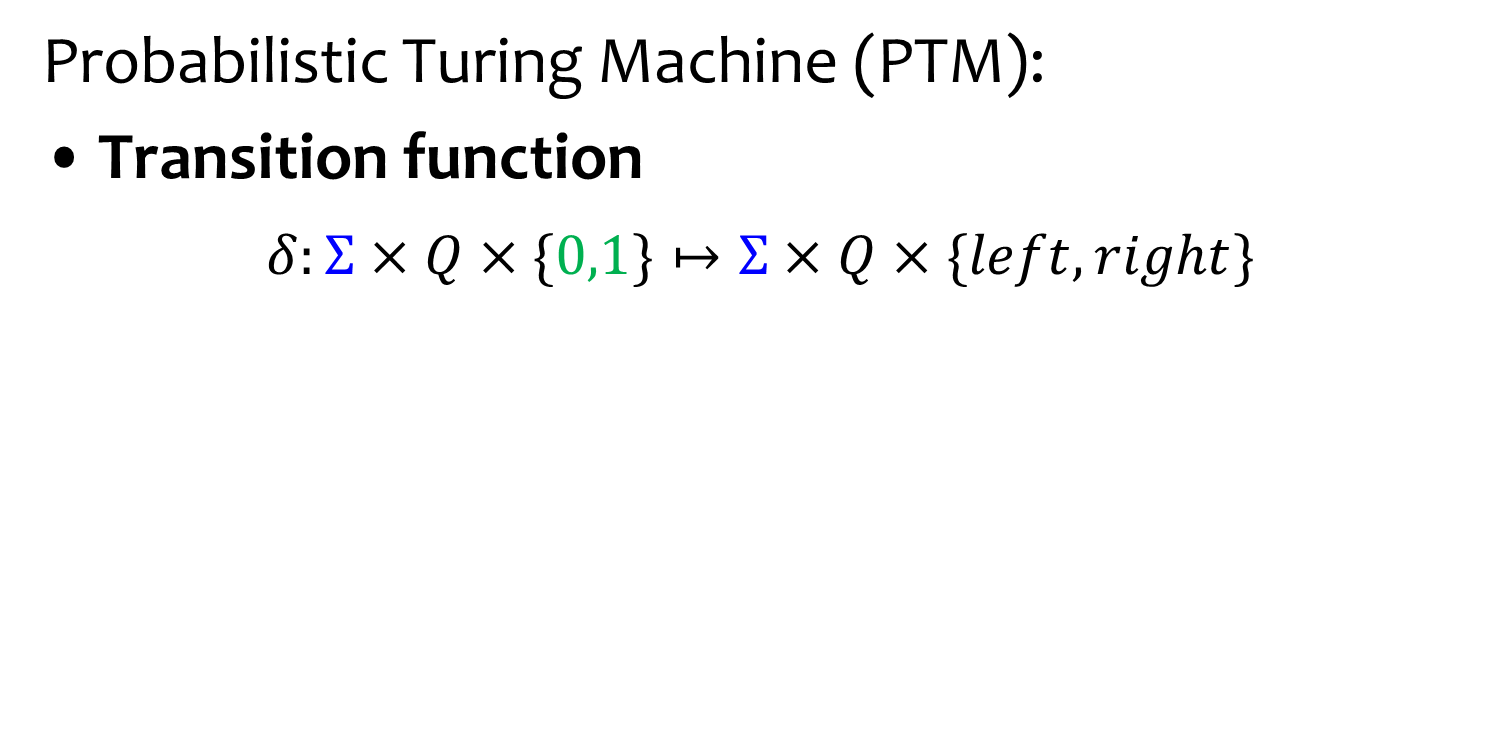 Probabilistic Turing Machine (PTM):
• Transition function
δ: Σ × Q × {0,1} ↦ Σ × Q × {left, right}